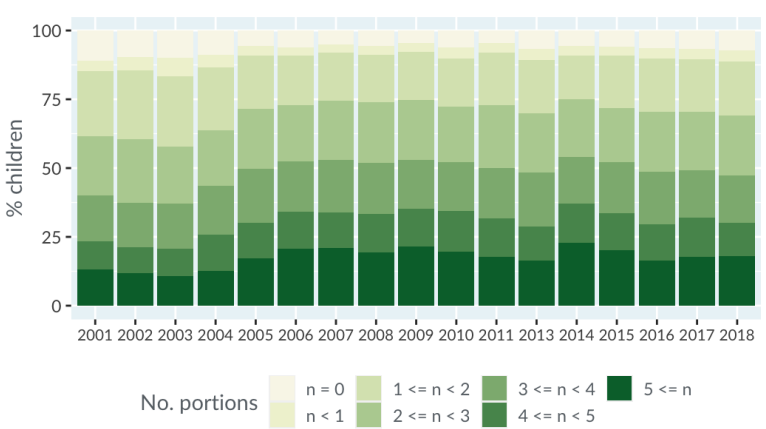 100
75
50
25
0
% children
2001 2002 2003 2004 2005 2006 2007 2008 2009 2010 2011 2013 2014 2015 2016 2017 2018
No. portions
n = 0 1 <= n < 2 3 <= n < 4 5 <= n
n < 1 2 <= n < 3 4 <= n < 5